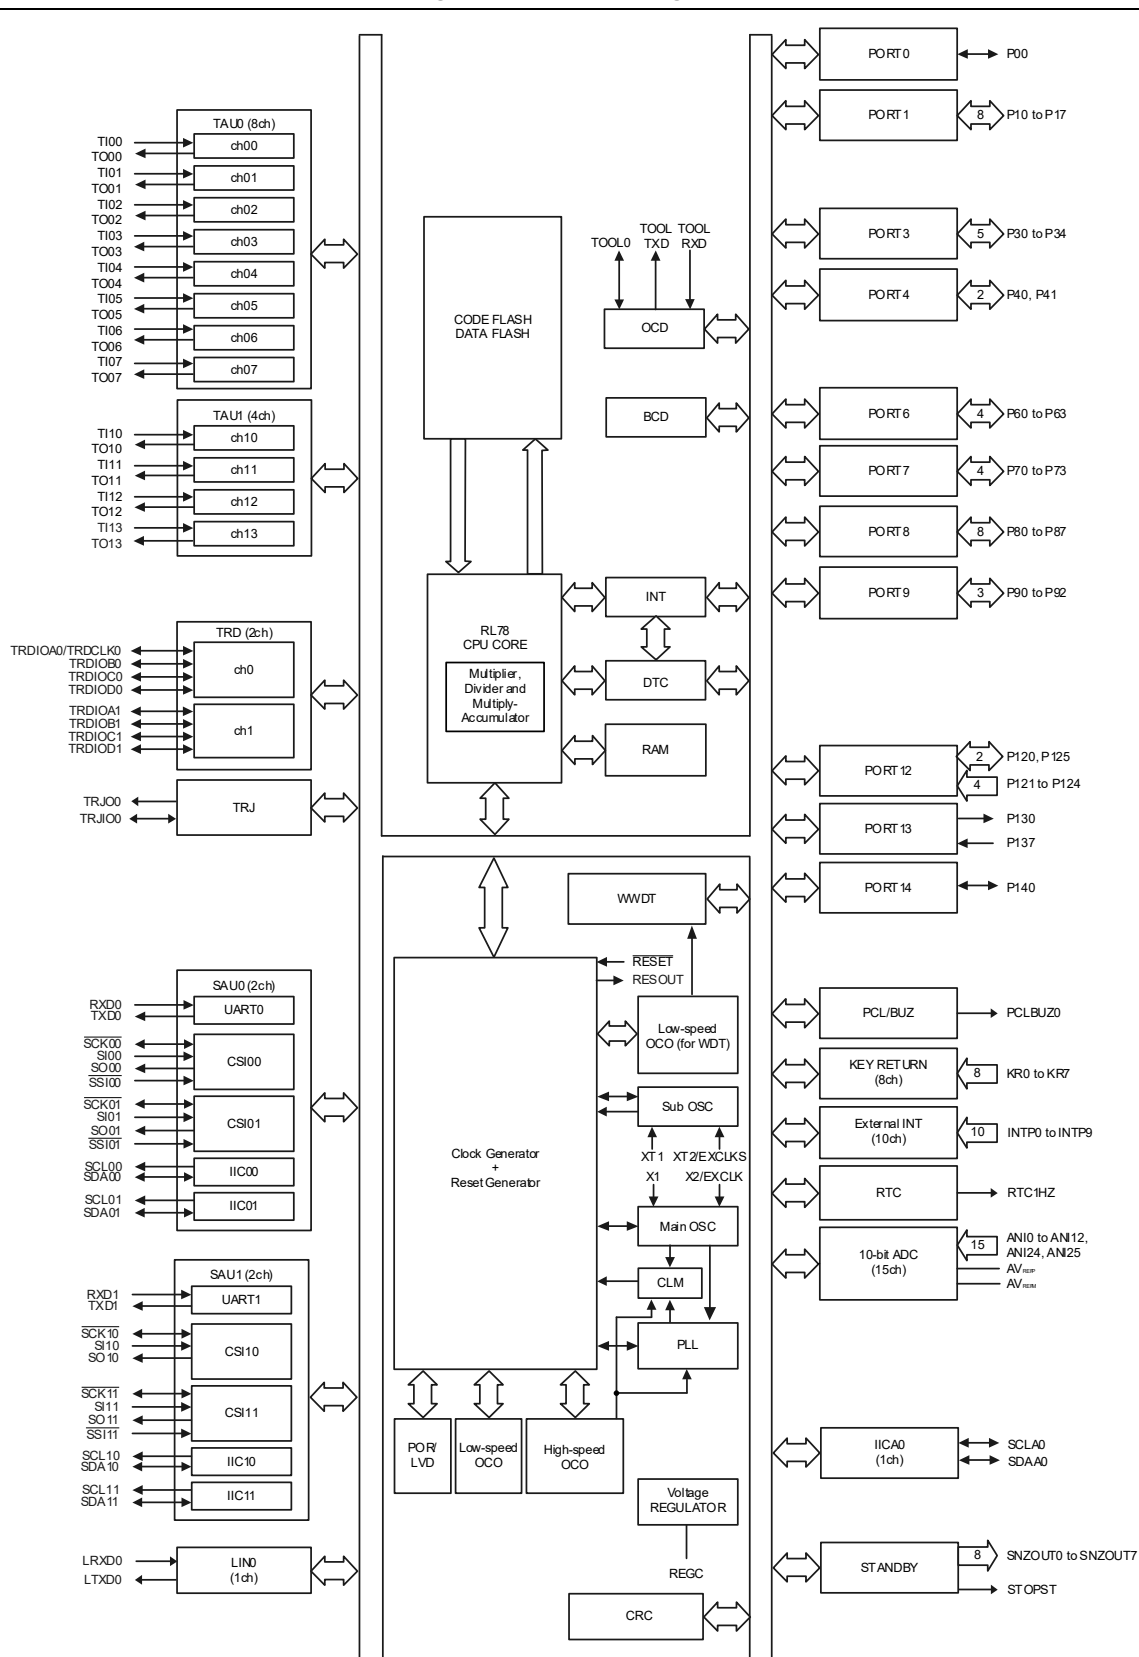 TAU0 (8ch)
TI00
TO00
ch00
TI01
TO01
ch01
TI02
TO02
ch02
TI03
TO03
ch03
TI04
TO04
ch04
TI05
TO05
ch05
TI06
TO06
ch06
TI07
TO07
ch07
TAU1 (4ch)
TI10
TO10
ch10
TI11
TO11
ch11
TI12
TO12
ch12
TI13
TO13
ch13
TRD (2ch)
TRDIOA0/TRDCLK0
TRDIOB0
TRDIOC0
TRDIOD0
ch0
TRDIOA1
TRDIOB1
TRDIOC1
TRDIOD1
ch1
TRJO0
TRJIO0
TRJ
SAU0 (2ch)
RXD0
TXD0
UART0
SCK00
SI00
SO00
SSI00
CSI00
SCK01
SI01
SO01
SSI01
CSI01
SCL00
SDA00
IIC00
SCL01
SDA01
IIC01
SAU1 (2ch)
RXD1
TXD1
UART1
SCK10
SI10
SO10
CSI10
SCK11
SI11
SO11
SSI11
CSI11
SCL10
SDA10
IIC10
SCL11
SDA11
IIC11
LRXD0
LTXD0
LIN0
(1ch)
CODE FLASH
DATA FLASH
TOOL0
TOOL
TXD
TOOL
RXD
OCD
BCD
RL78
CPU CORE
Multiplier,
Divider and
Multiply-
Accumulator
INT
DTC
RAM
WWDT
RESET
RESOUT
Low-speed
OCO (for WDT)
Clock Generator
+
Reset Generator
Sub OSC
XT1
XT2/EXCLKS
X1
X2/EXCLK
Main OSC
CLM
PLL
POR/
LVD
Low-speed
OCO
High-speed
OCO
Voltage
REGULATOR
REGC
CRC
PORT0
P00
PORT1
8
P10 to P17
PORT3
5
P30 to P34
PORT4
2
P40, P41
PORT6
4
P60 to P63
PORT7
4
P70 to P73
PORT8
8
P80 to P87
PORT9
3
P90 to P92
PORT12
2
P120, P125
4
P121 to P124
PORT13
P130
P137
PORT14
P140
PCL/BUZ
PCLBUZ0
KEY RETURN
(8ch)
8
KR0 to KR7
External INT
(10ch)
10
INTP0 to INTP9
RTC
RTC1HZ
10-bit ADC
(15ch)
15
ANI0 to ANI12,
ANI24, ANI25
AVREFP
AVREFM
IICA0
(1ch)
SCLA0
SDAA0
STANDBY
8
SNZOUT0 to SNZOUT7
STOPST